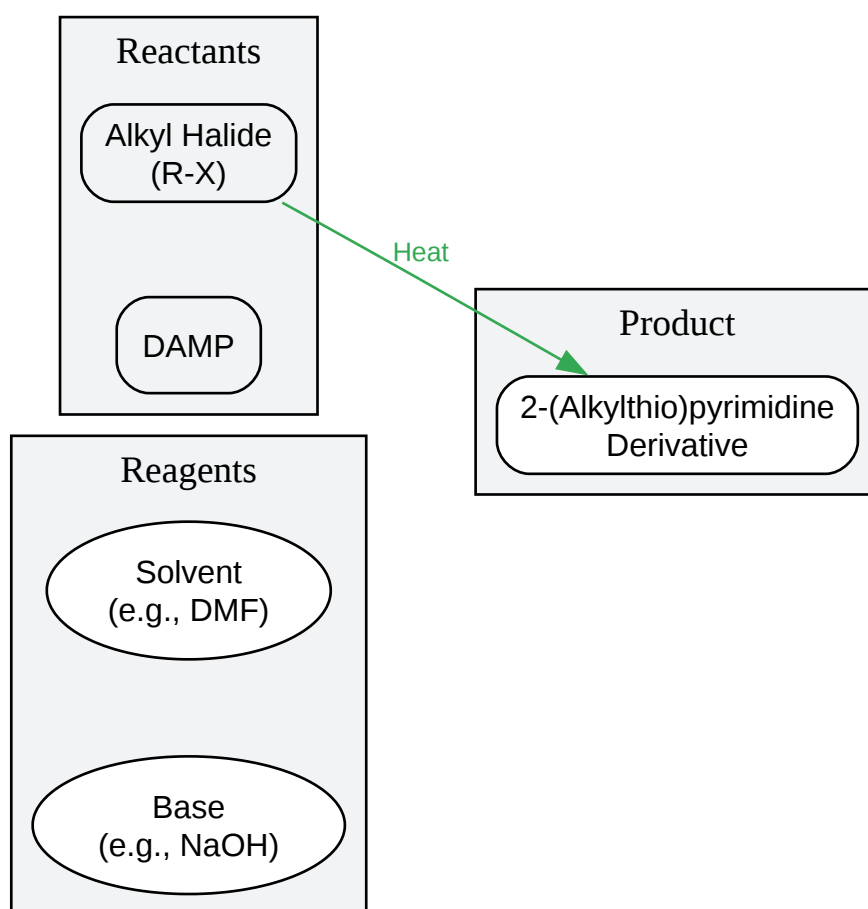 Reactants
Alkyl Halide
(R-X)
Heat
DAMP
Product
2-(Alkylthio)pyrimidine
Derivative
Reagents
Solvent
(e.g., DMF)
Base
(e.g., NaOH)